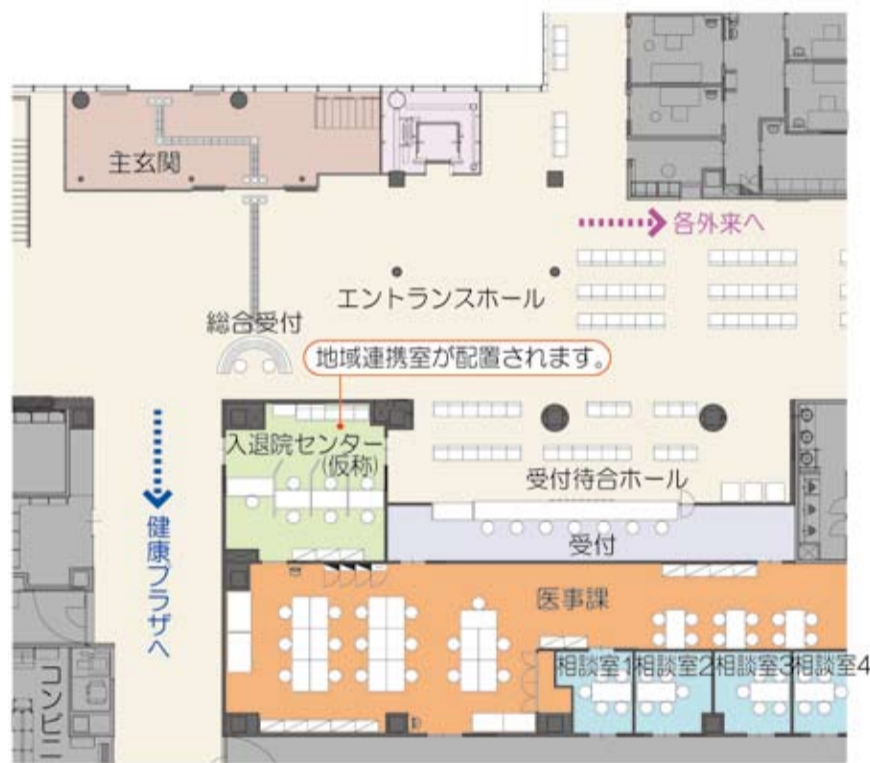 主玄関
各外来へ
エントランスホール
総合受付
地域連携室が配置されます。
入退院センター
(仮称)
受付待合ホール
受付
健康プラザへ
医事課
相談室1
相談室2
相談室3
相談室4
コンビニ